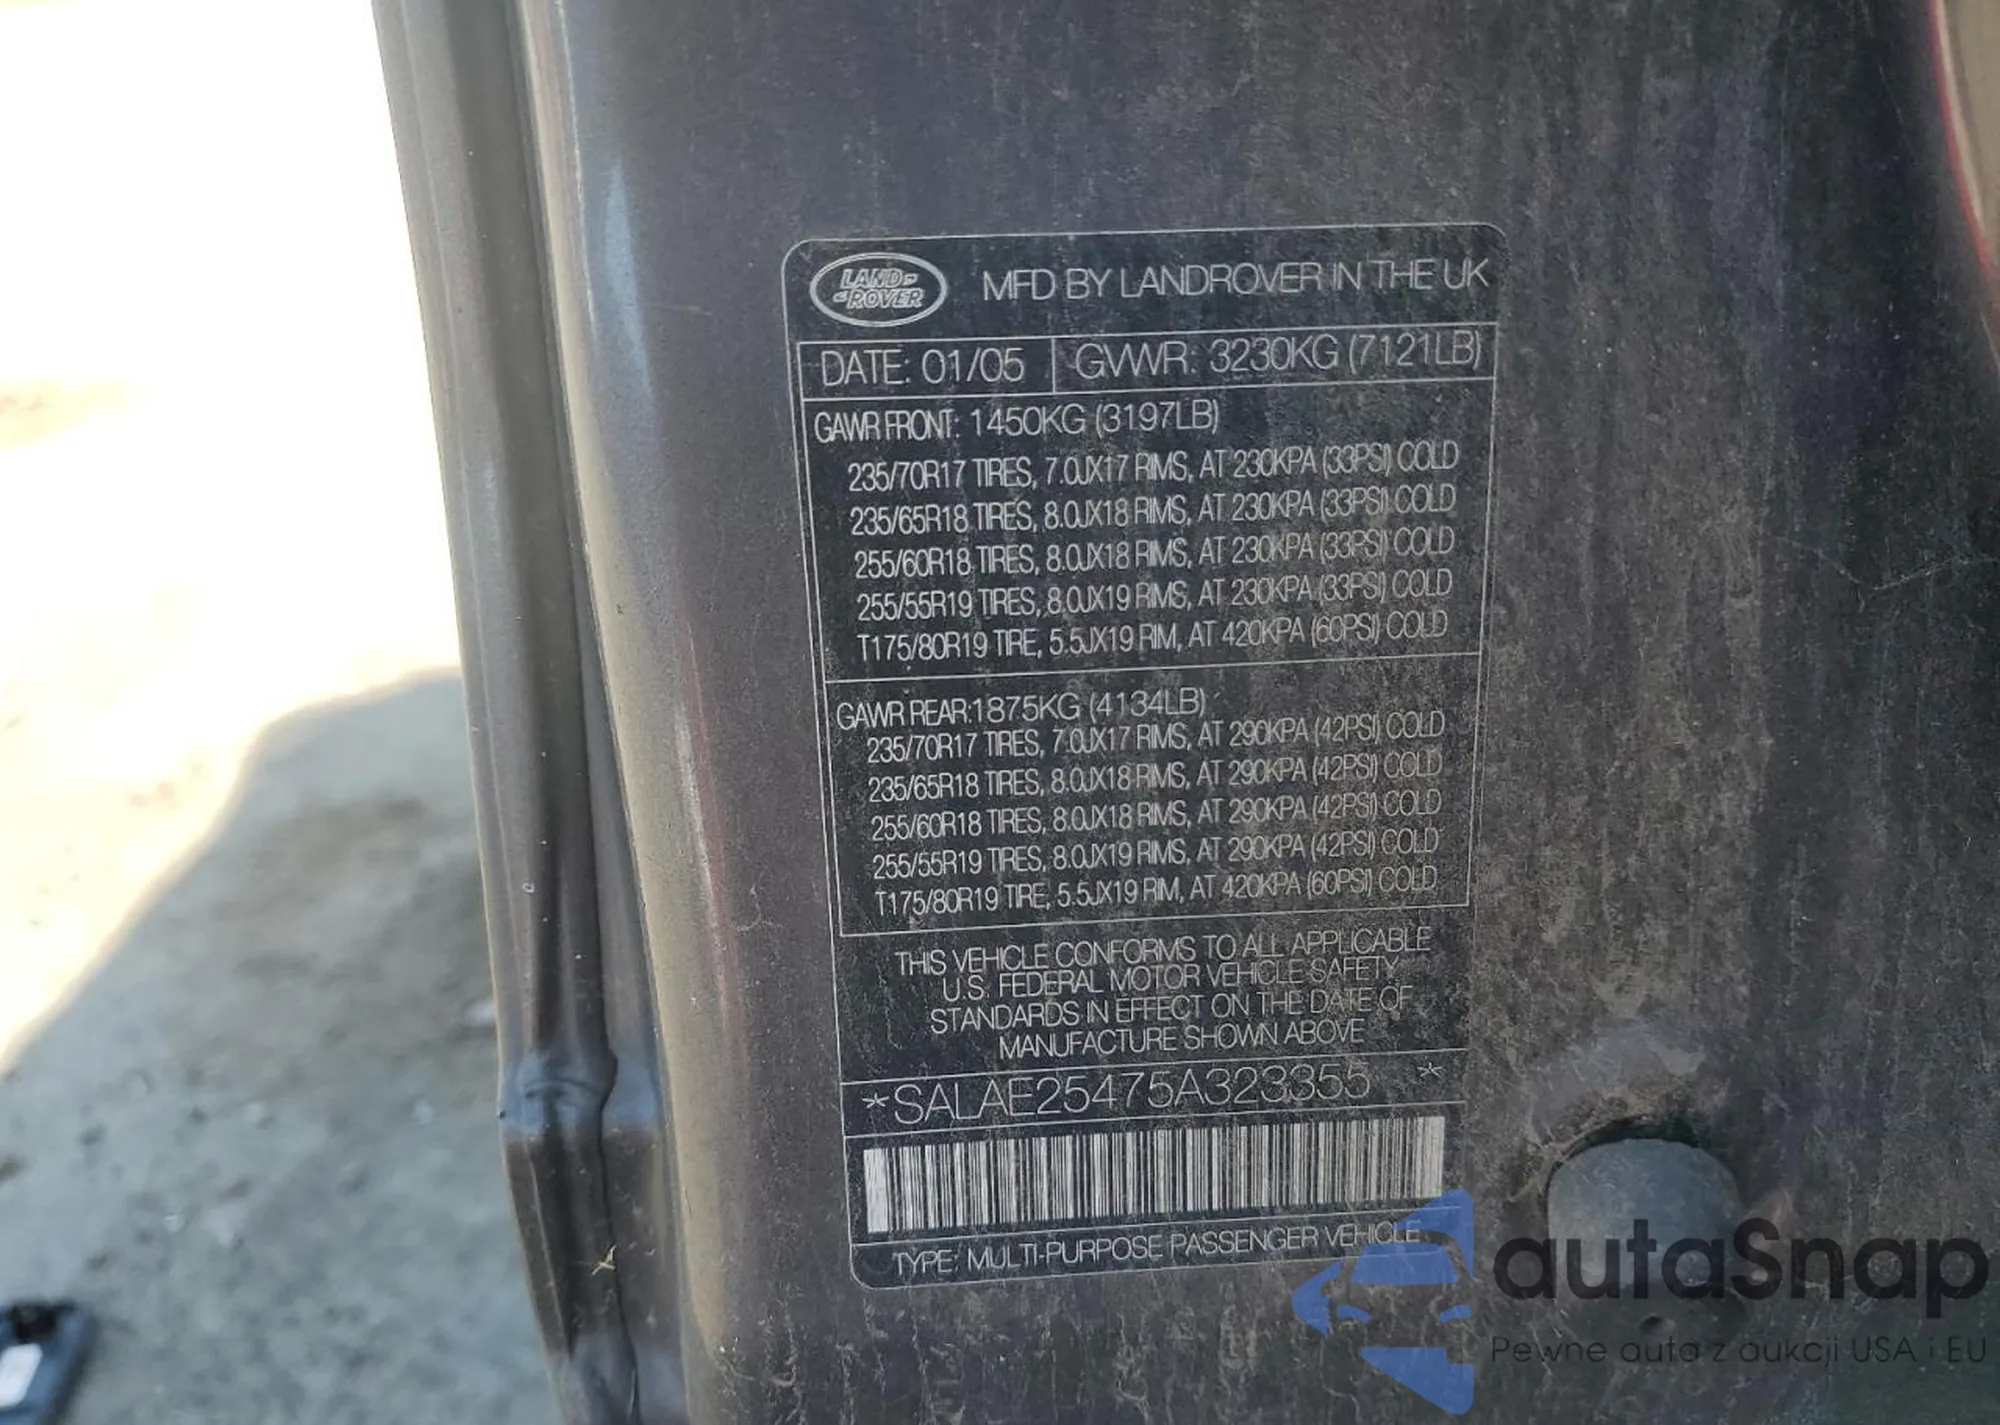 LAND
ROVER
MFD BY LANDROVER IN THE UK
DATE: 01/05
GVWR: 3230KG (7121LB)
GAWR FRONT: 1450KG (3197LB)
235/70R17 TIRES, 7.0JX17 RIMS, AT 230KPA (33PSI) COLD
235/65R18 TIRES, 8.0JX18 RIMS, AT 230KPA (33PSI) COLD
255/60R18 TIRES, 8.0JX18 RIMS, AT 230KPA (33PSI) COLD
255/55R19 TIRES, 8.0JX19 RIMS, AT 230KPA (33PSI) COLD
T175/80R19 TIRE, 5.5JX19 RIM, AT 420KPA (60PSI) COLD
GAWR REAR:1875KG (4134LB)
235/70R17 TIRES, 7.0JX17 RIMS, AT 290KPA (42PSI) COLD
235/65R18 TIRES, 8.0JX18 RIMS, AT 290KPA (42PSI) COLD
255/60R18 TIRES, 8.0JX18 RIMS, AT 290KPA (42PSI) COLD
255/55R19 TIRES, 8.0JX19 RIMS, AT 290KPA (42PSI) COLD
T175/80R19 TIRE, 5.5JX19 RIM, AT 420KPA (60PSI) COLD
THIS VEHICLE CONFORMS TO ALL APPLICABLE
U.S. FEDERAL MOTOR VEHICLE SAFETY
STANDARDS IN EFFECT ON THE DATE OF
MANUFACTURE SHOWN ABOVE
*SALAE25475A323355 *
TYPE: MULTI-PURPOSE PASSENGER VEHICLE
autaSnap
Pewne auta z aukcji USA i EU